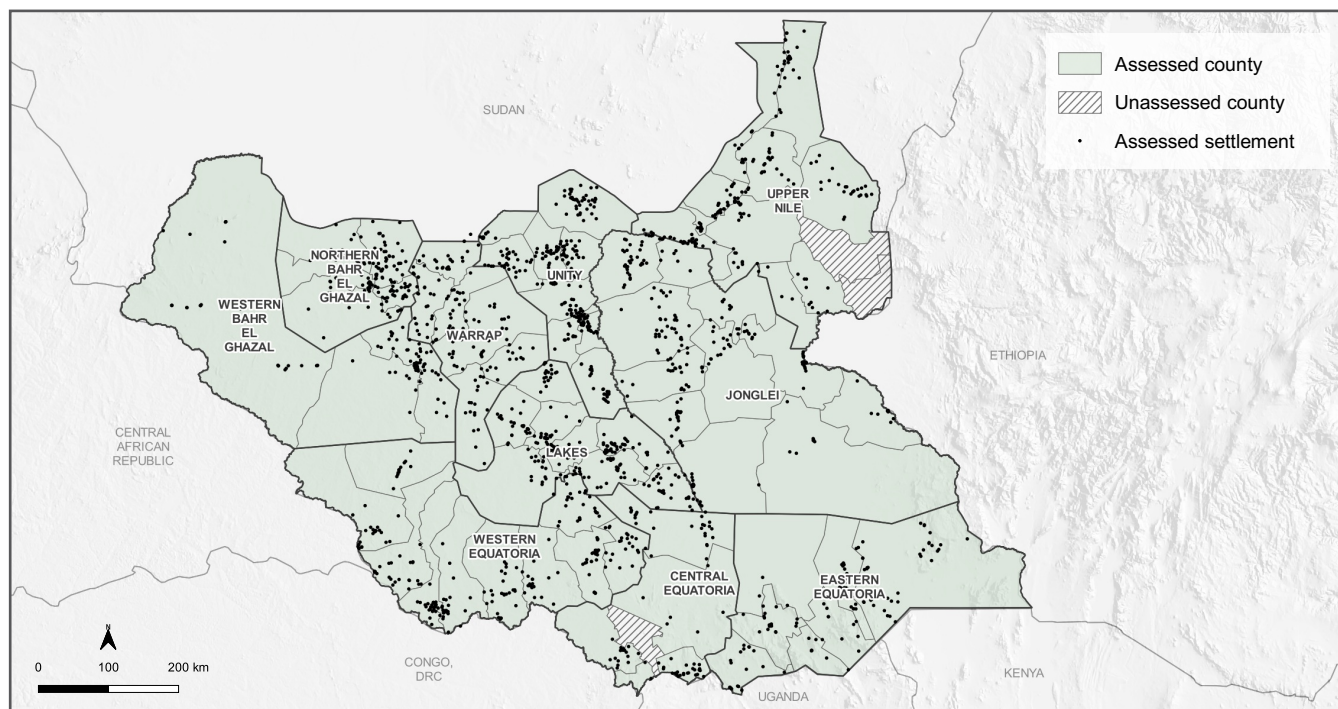 Assessed county
Unassessed county
Assessed settlement
SUDAN
UPPER
NILE
NORTHERN
BAHR
EL
GHAZAL
UNITY
WESTERN
BAHR
EL
GHAZAL
WARRAP
ETHIOPIA
JONGLEI
CENTRAL
AFRICAN
REPUBLIC
LAKES
WESTERN
EQUATORIA
CENTRAL
EQUATORIA
EASTERN
EQUATORIA
N
0 100 200 km
CONGO,
DRC
UGANDA
KENYA